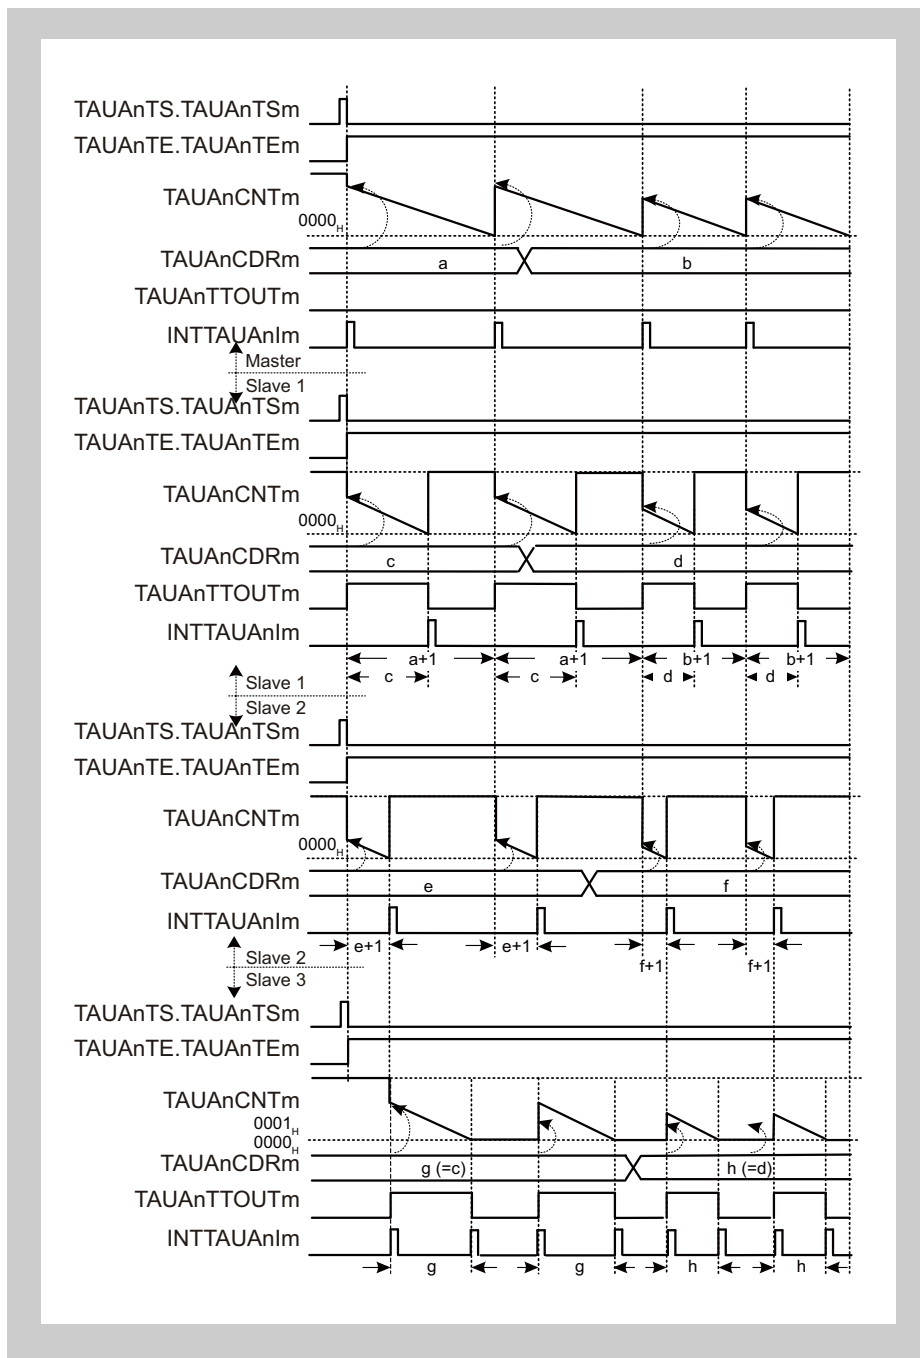 TAUAnTS.TAUAnTSm
TAUAnTE.TAUAnTEm
TAUAnCNTm
0000H
TAUAnCDRm
a
b
TAUAnTTOUTm
INTTAUAnIm
Master
Slave 1
TAUAnTS.TAUAnTSm
TAUAnTE.TAUAnTEm
TAUAnCNTm
0000H
TAUAnCDRm
c
d
TAUAnTTOUTm
INTTAUAnIm
a+1 a+1 b+1 b+1
c c d d
Slave 1
Slave 2
TAUAnTS.TAUAnTSm
TAUAnTE.TAUAnTEm
TAUAnCNTm
0000H
TAUAnCDRm
e
f
INTTAUAnIm
e+1 e+1 f+1 f+1
Slave 2
Slave 3
TAUAnTS.TAUAnTSm
TAUAnTE.TAUAnTEm
TAUAnCNTm
0001H
0000H
TAUAnCDRm
g (=c)
h (=d)
TAUAnTTOUTm
INTTAUAnIm
g g h h